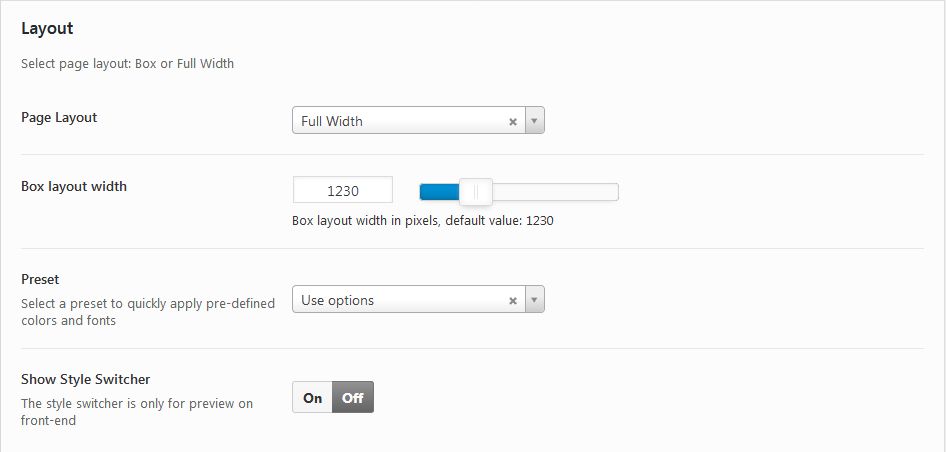 Layout
Select page layout: Box or Full Width
Page Layout
Full Width
Box layout width
1230
Box layout width in pixels, default value: 1230
Preset
Select a preset to quickly apply pre-defined
colors and fonts
Use options
Show Style Switcher
The style switcher is only for preview on
front-end
On Off